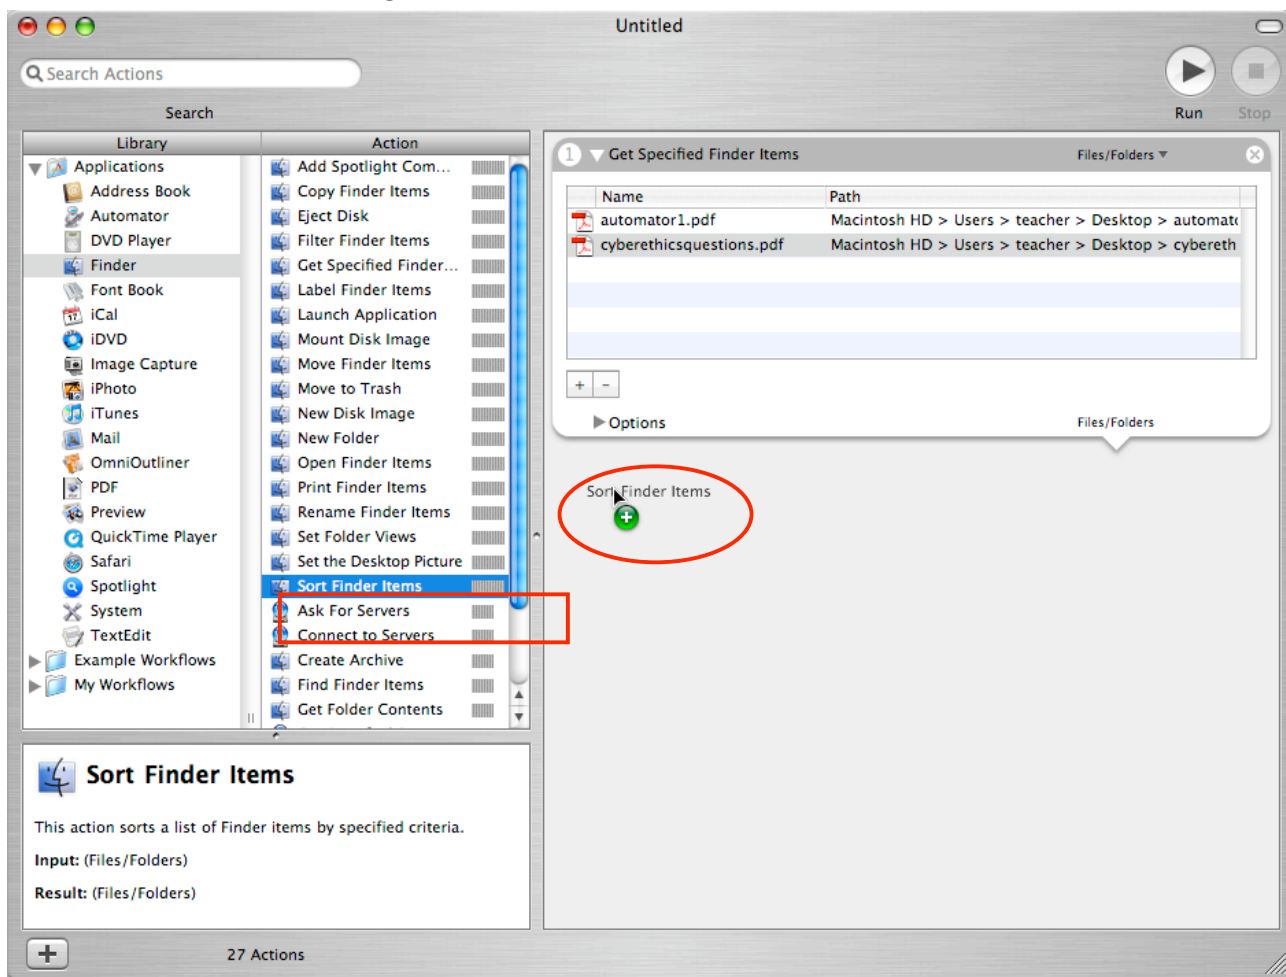 Untitled
Search Actions
Search
Run
Stop
Library
Applications
Address Book
Automator
DVD Player
Finder
Font Book
iCal
iDVD
Image Capture
iPhoto
iTunes
Mail
OmniOutliner
PDF
Preview
QuickTime Player
Safari
Spotlight
System
TextEdit
Example Workflows
My Workflows
Action
Add Spotlight Com...
Copy Finder Items
Eject Disk
Filter Finder Items
Get Specified Finder...
Label Finder Items
Launch Application
Mount Disk Image
Move Finder Items
Move to Trash
New Disk Image
New Folder
Open Finder Items
Print Finder Items
Rename Finder Items
Set Folder Views
Set the Desktop Picture
Sort Finder Items
Ask For Servers
Connect to Servers
Create Archive
Find Finder Items
Get Folder Contents
1 Get Specified Finder Items Files/Folders
Name Path
automator1.pdf Macintosh HD > Users > teacher > Desktop > automato
cyberethicsquestions.pdf Macintosh HD > Users > teacher > Desktop > cybereth
+ -
Options Files/Folders
Sort Finder Items
Sort Finder Items
This action sorts a list of Finder items by specified criteria.
Input: (Files/Folders)
Result: (Files/Folders)
27 Actions